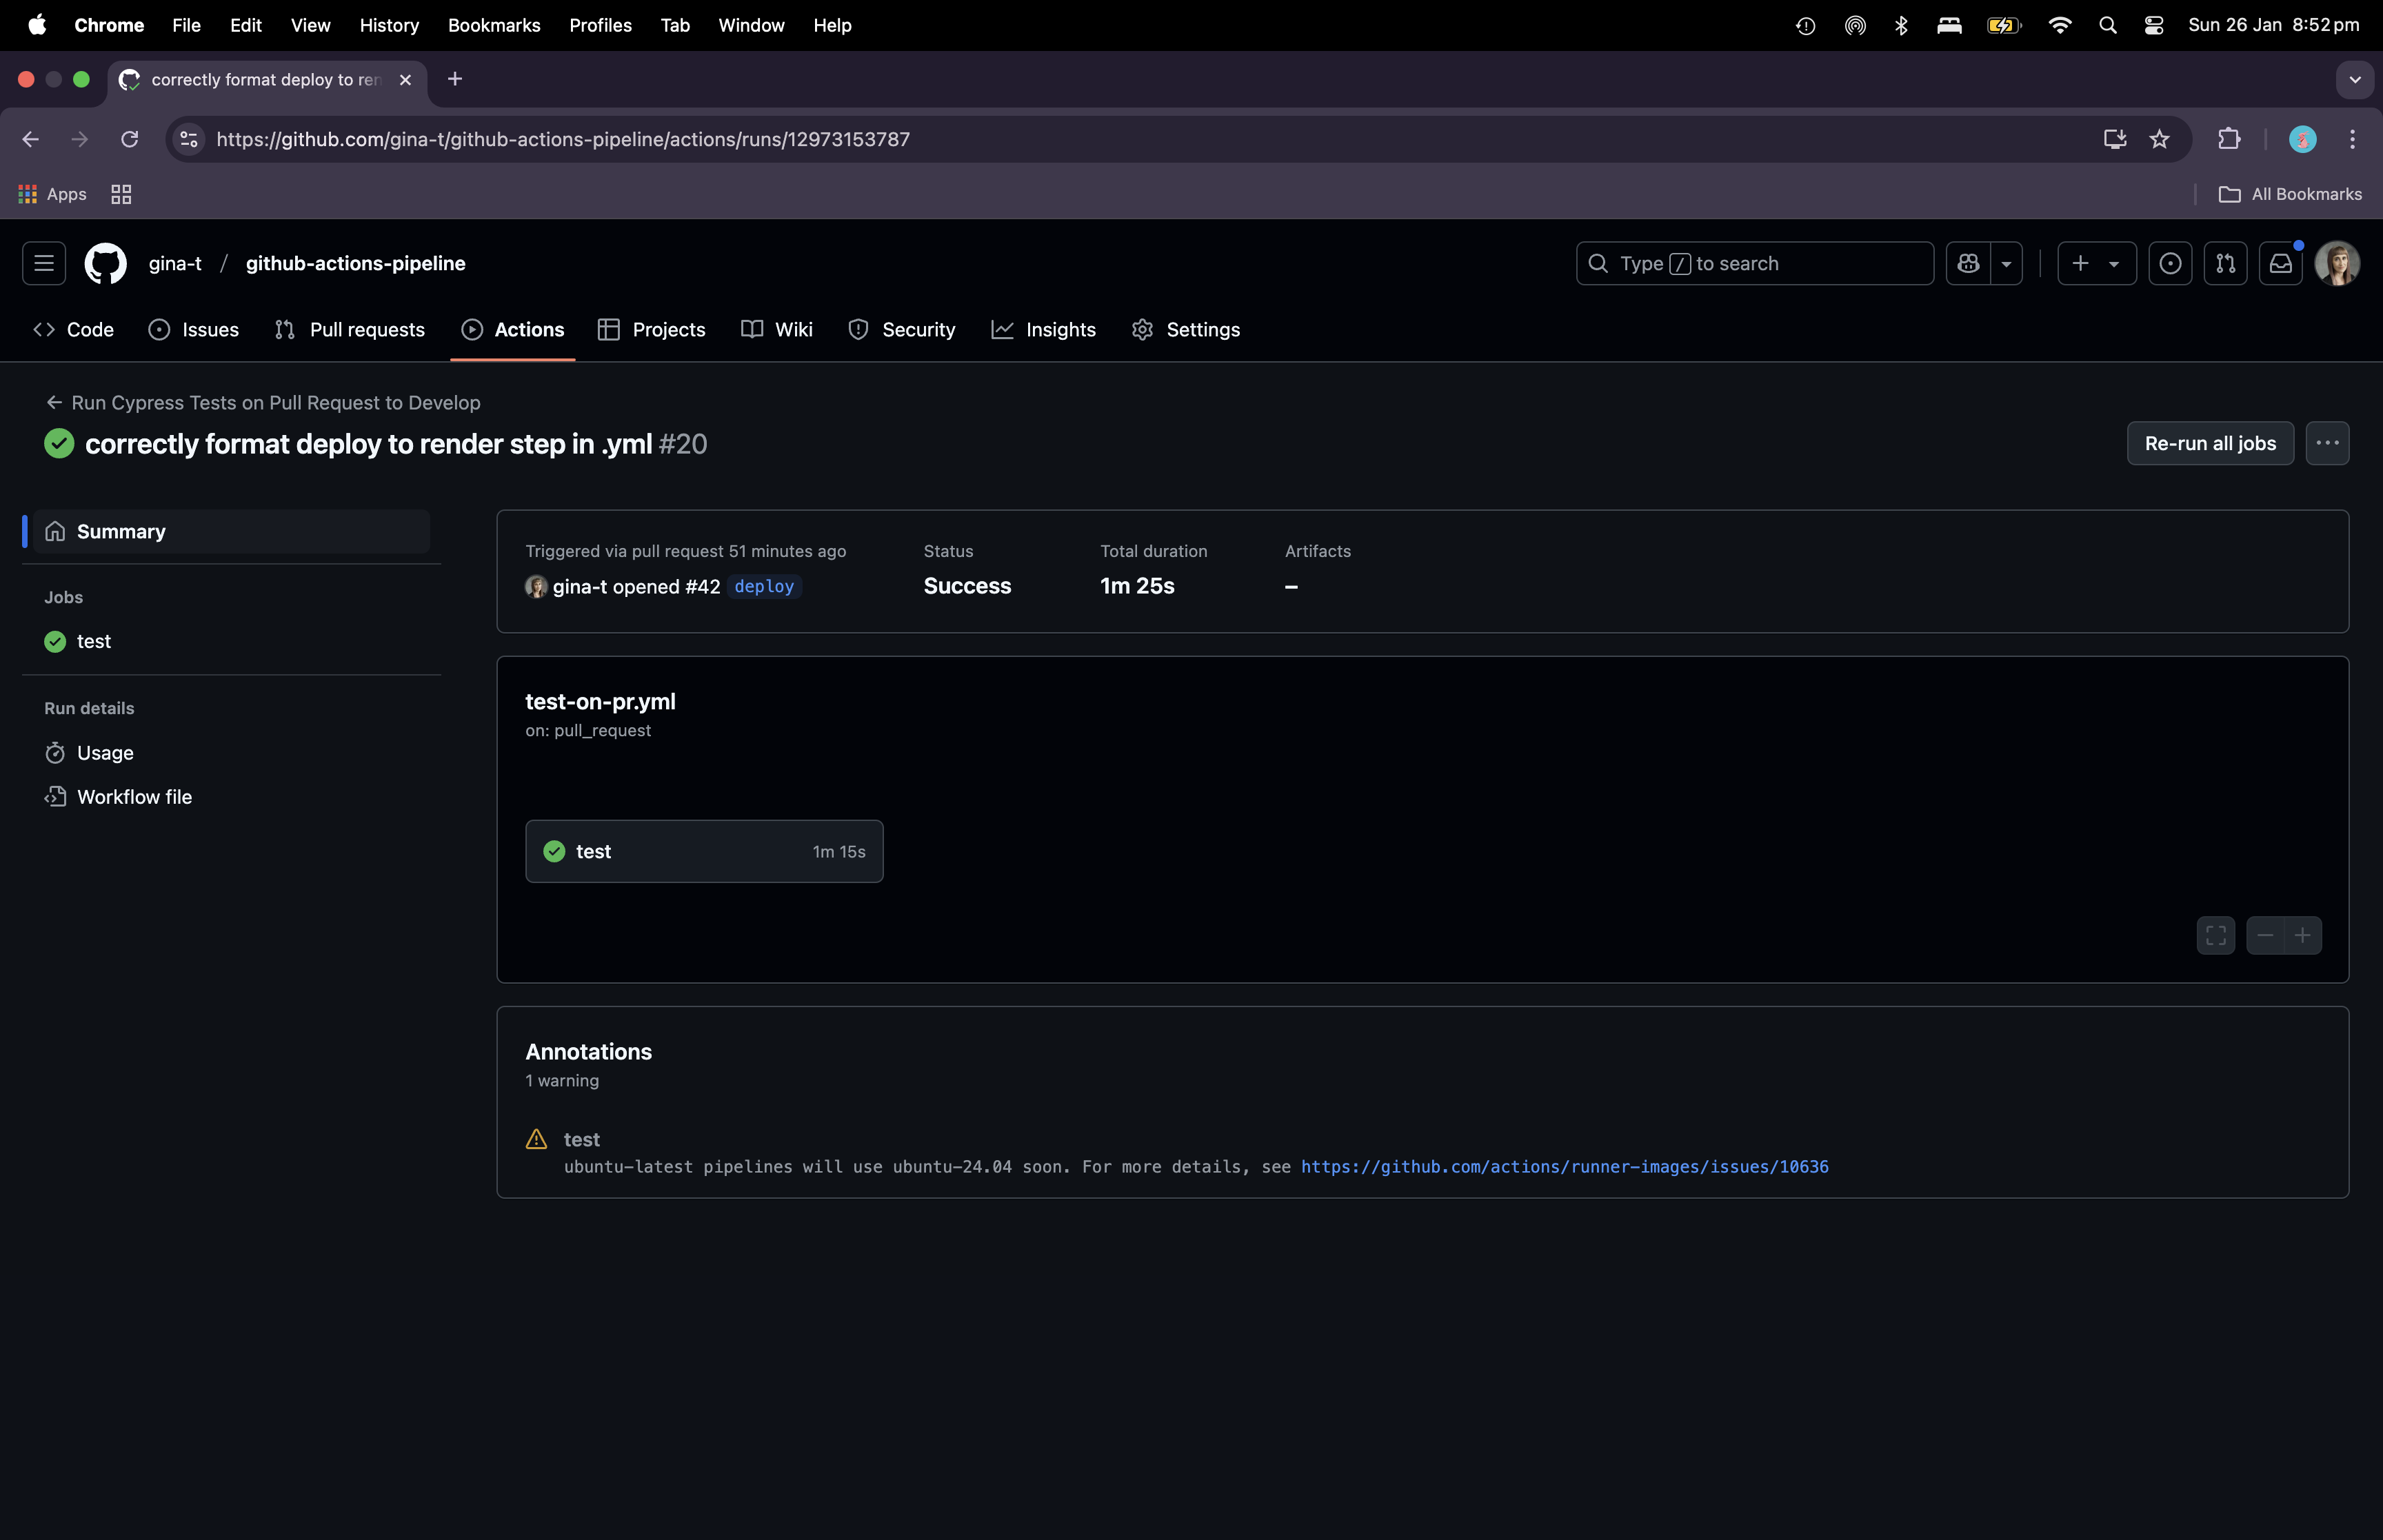 Chrome File Edit View History Bookmarks Profiles Tab Window Help Sun 26 Jan 8:52 pm
correctly format deploy to ren
https://github.com/gina-t/github-actions-pipeline/actions/runs/12973153787
Apps All Bookmarks
gina-t / github-actions-pipeline Type / to search
Code Issues Pull requests Actions Projects Wiki Security Insights Settings
← Run Cypress Tests on Pull Request to Develop
correctly format deploy to render step in .yml #20
Re-run all jobs
Summary
Jobs
test
Run details
Usage
Workflow file
Triggered via pull request 51 minutes ago Status Total duration Artifacts
gina-t opened #42 deploy Success 1m 25s –
test-on-pr.yml
on: pull_request
test 1m 15s
Annotations
1 warning
test
ubuntu-latest pipelines will use ubuntu-24.04 soon. For more details, see https://github.com/actions/runner-images/issues/10636